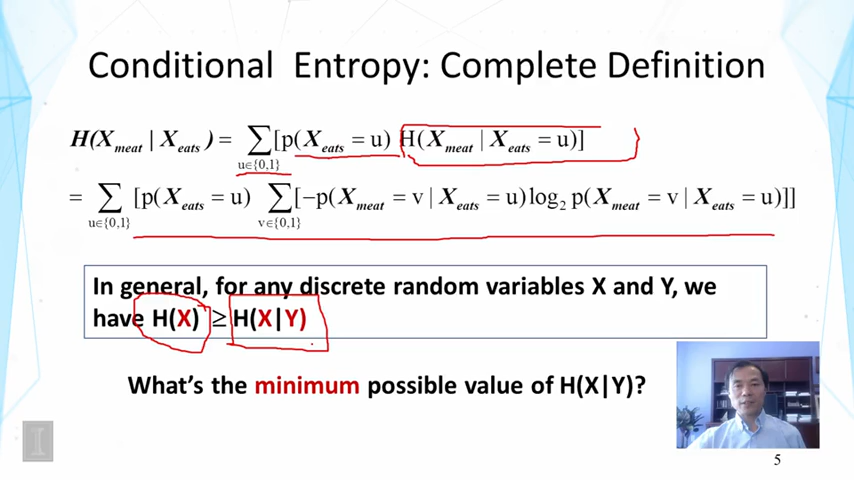 Conditional Entropy: Complete Definition
H(X_meat | X_eats ) = ∑_{u∈{0,1}} [p(X_eats = u) H(X_meat | X_eats = u)]
= ∑_{u∈{0,1}} [p(X_eats = u) ∑_{v∈{0,1}} [−p(X_meat = v | X_eats = u) log₂ p(X_meat = v | X_eats = u)]]
In general, for any discrete random variables X and Y, we
have H(X) ≥ H(X|Y)
What's the minimum possible value of H(X|Y)?
I
5